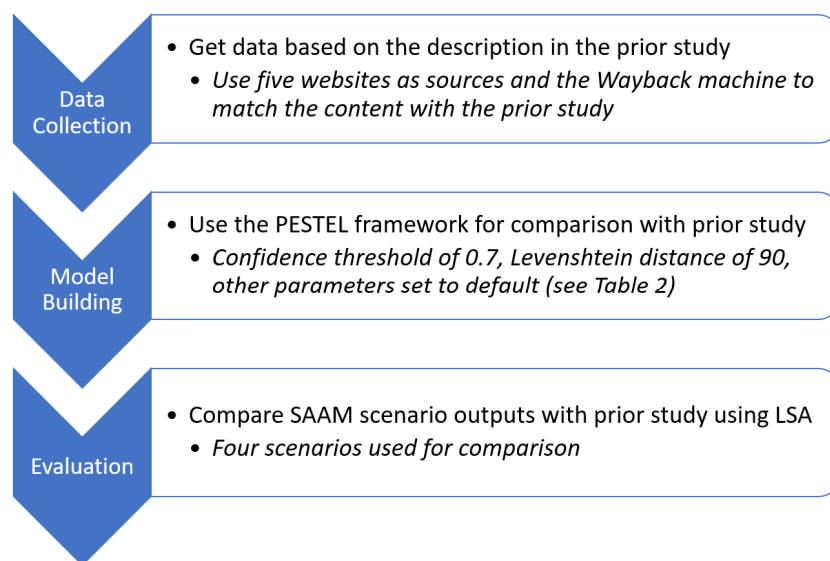 Data
Collection
• Get data based on the description in the prior study
• Use five websites as sources and the Wayback machine to
match the content with the prior study
Model
Building
• Use the PESTEL framework for comparison with prior study
• Confidence threshold of 0.7, Levenshtein distance of 90,
other parameters set to default (see Table 2)
Evaluation
• Compare SAAM scenario outputs with prior study using LSA
• Four scenarios used for comparison